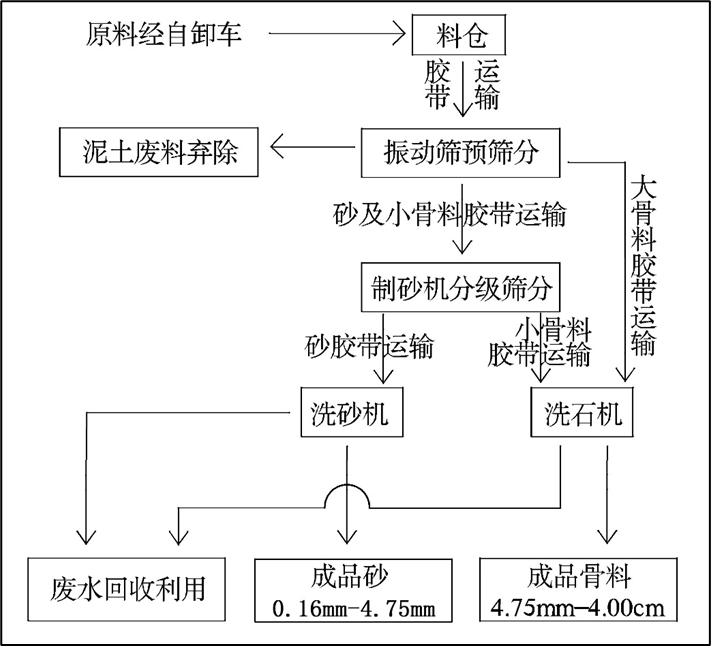 原料经自卸车
料仓
胶带
运输
泥土废料弃除
振动筛预筛分
大骨料胶带运输
砂及小骨料胶带运输
制砂机分级筛分
砂胶带运输
小骨料
胶带运输
洗砂机
洗石机
废水回收利用
成品砂
0.16mm-4.75mm
成品骨料
4.75mm—4.00cm